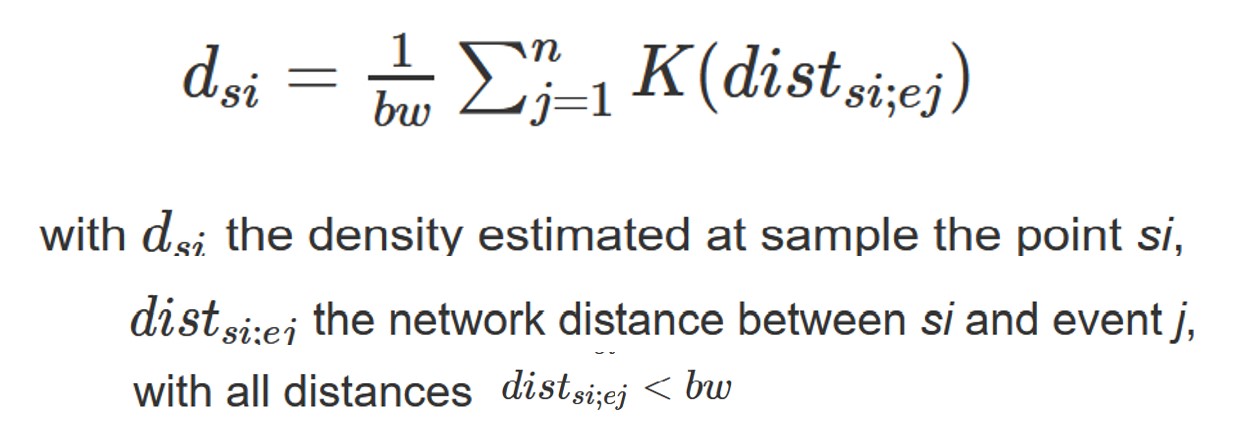 d_{si} = \frac{1}{bw} \sum_{j=1}^{n} K(dist_{si;ej})
with d_{si} the density estimated at sample the point si,
dist_{si;ej} the network distance between si and event j,
with all distances dist_{si;ej} < bw